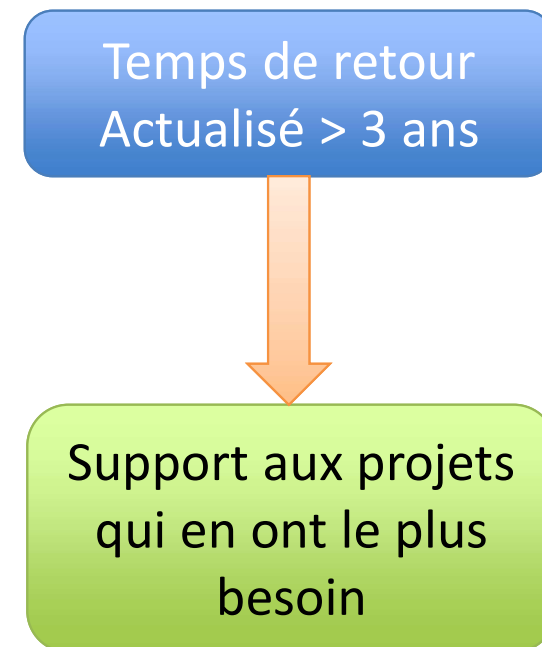 Temps de retour
Actualisé > 3 ans
Support aux projets
qui en ont le plus
besoin